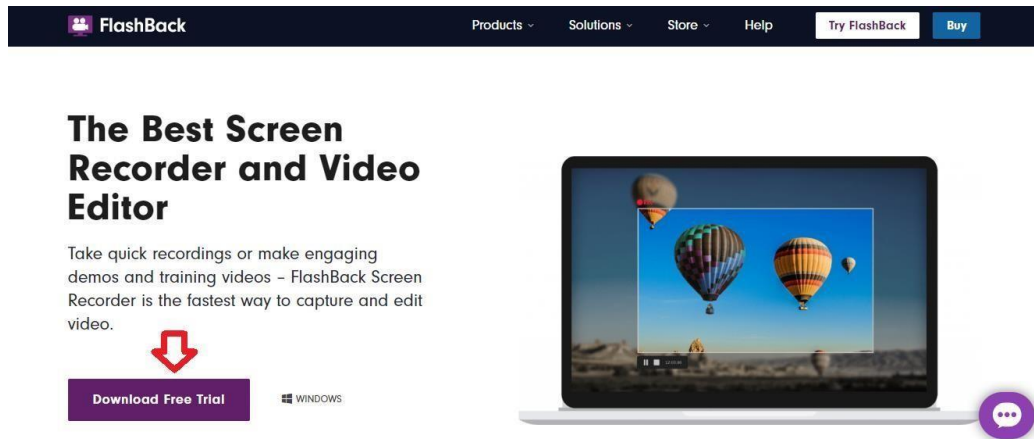 FlashBack Products Solutions Store Help Try FlashBack Buy
The Best Screen
Recorder and Video
Editor
Take quick recordings or make engaging
demos and training videos – FlashBack Screen
Recorder is the fastest way to capture and edit
video.
Download Free Trial WINDOWS